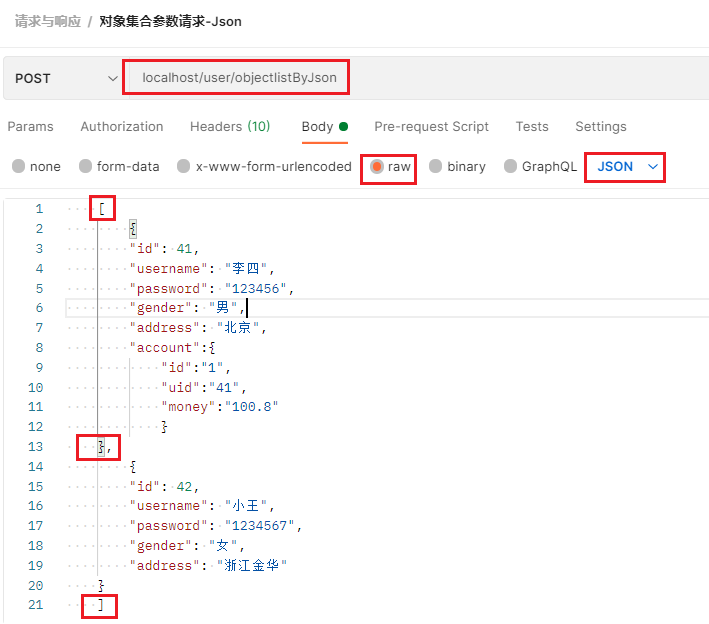 请求与响应 / 对象集合参数请求-Json
POST localhost/user/objectlistByJson
Params Authorization Headers (10) Body Pre-request Script Tests Settings
none form-data x-www-form-urlencoded raw binary GraphQL JSON
1 [
2 {
3 "id": 41,
4 "username": "李四",
5 "password": "123456",
6 "gender": "男",
7 "address": "北京",
8 "account":{
9 "id":"1",
10 "uid":"41",
11 "money":"100.8"
12 }
13 },
14 {
15 "id": 42,
16 "username": "小王",
17 "password": "1234567",
18 "gender": "女",
19 "address": "浙江金华"
20 }
21 ]